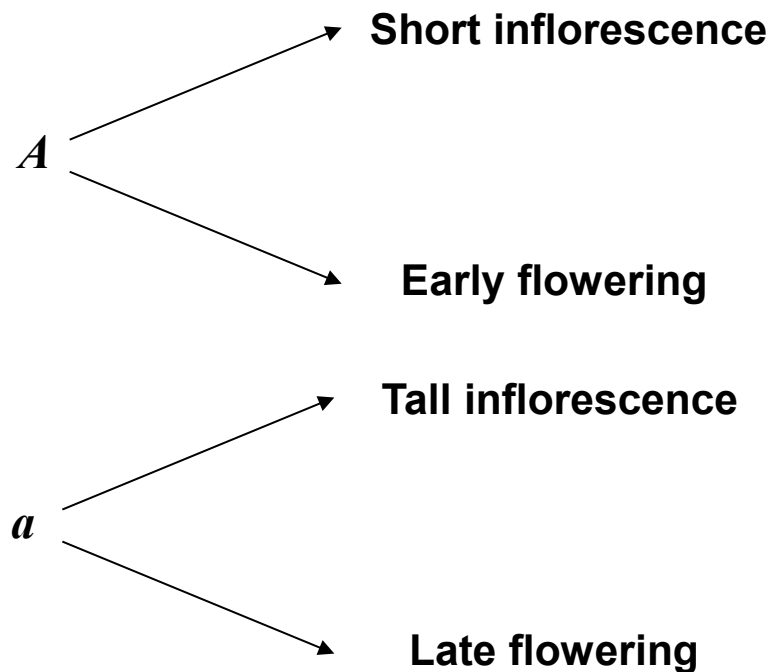 Short inflorescence
A
Early flowering
Tall inflorescence
a
Late flowering